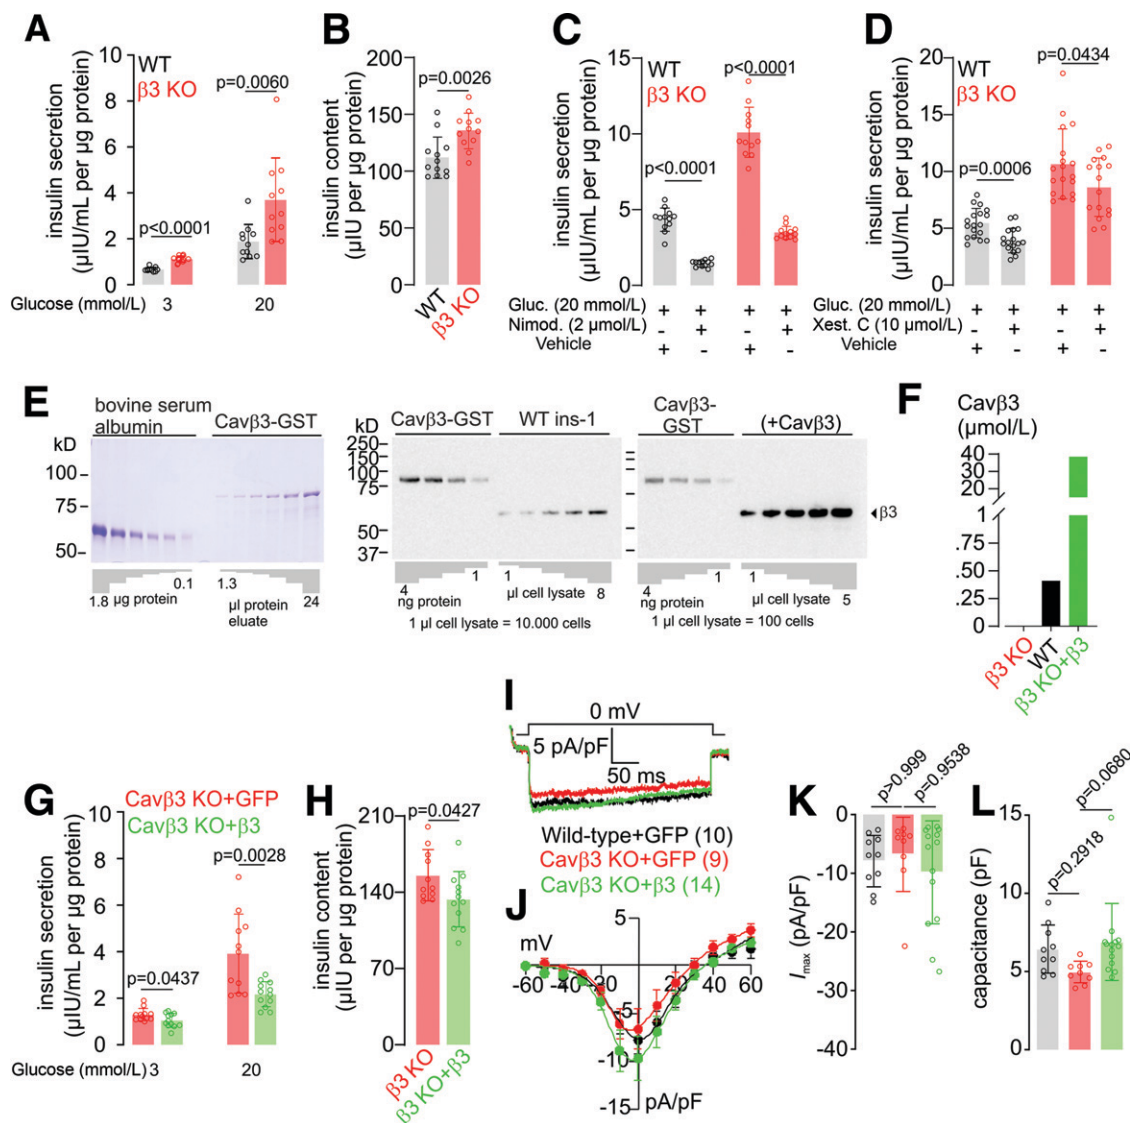 A
insulin secretion
(µIU/mL per µg protein)
10
8
6
4
2
0
WT
β3 KO
p=0.0060
p<0.0001
Glucose (mmol/L)
3
20
B
insulin content
(µIU per µg protein)
200
150
100
50
0
p=0.0026
WT
β3 KO
C
insulin secretion
(µIU/mL per µg protein)
15
10
5
0
WT
β3 KO
p<0.0001
p<0.0001
Gluc. (20 mmol/L) + + + +
Nimod. (2 µmol/L) - + - +
Vehicle + - + -
D
insulin secretion
(µIU/mL per µg protein)
20
15
10
5
0
WT
β3 KO
p=0.0434
p=0.0006
Gluc. (20 mmol/L) + + + +
Xest. C (10 µmol/L) - + - +
Vehicle + - + -
E
bovine serum
albumin
Cavβ3-GST
kD
100
75
50
1.8
0.1
µg protein
1.3
24
µl protein
eluate
kD
250
150
100
75
50
37
Cavβ3-GST
WT ins-1
4
1
ng protein
1
8
µl cell lysate
1 µl cell lysate = 10.000 cells
Cavβ3-
GST
(+Cavβ3)
β3
4
1
ng protein
1
5
µl cell lysate
1 µl cell lysate = 100 cells
F
Cavβ3
(µmol/L)
40
30
20
1
.75
.50
.25
0
β3 KO
WT
β3 KO+β3
G
Cavβ3 KO+GFP
Cavβ3 KO+β3
insulin secretion
(µIU/mL per µg protein)
10
8
6
4
2
0
p=0.0028
p=0.0437
Glucose (mmol/L) 3
20
H
insulin content
(µIU per µg protein)
210
140
70
0
p=0.0427
β3 KO
β3 KO+β3
I
0 mV
5 pA/pF
50 ms
Wild-type+GFP (10)
Cavβ3 KO+GFP (9)
Cavβ3 KO+β3 (14)
J
mV
5
-60 -40 -20 20 40 60
-5
-10
-15
pA/pF
K
p>0.999
p=0.9538
Imax (pA/pF)
0
-10
-20
-30
-40
L
p=0.0680
p=0.2918
capacitance (pF)
15
10
5
0